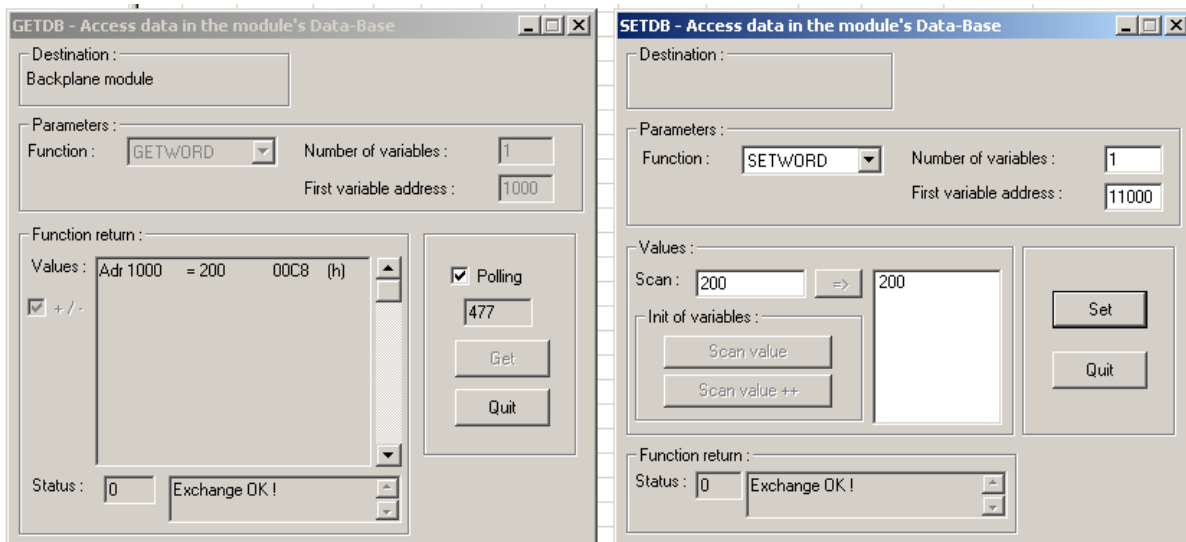 GETDB - Access data in the module's Data-Base
Destination :
Backplane module
Parameters :
Function : GETWORD Number of variables : 1
First variable address : 1000
Function return :
Values : Adr 1000 = 200 00C8 (h)
+ / -
Polling
477
Get
Quit
Status : 0 Exchange OK !
SETDB - Access data in the module's Data-Base
Destination :
Parameters :
Function : SETWORD Number of variables : 1
First variable address : 11000
Values :
Scan : 200 => 200
Init of variables :
Scan value
Scan value ++
Set
Quit
Function return :
Status : 0 Exchange OK !